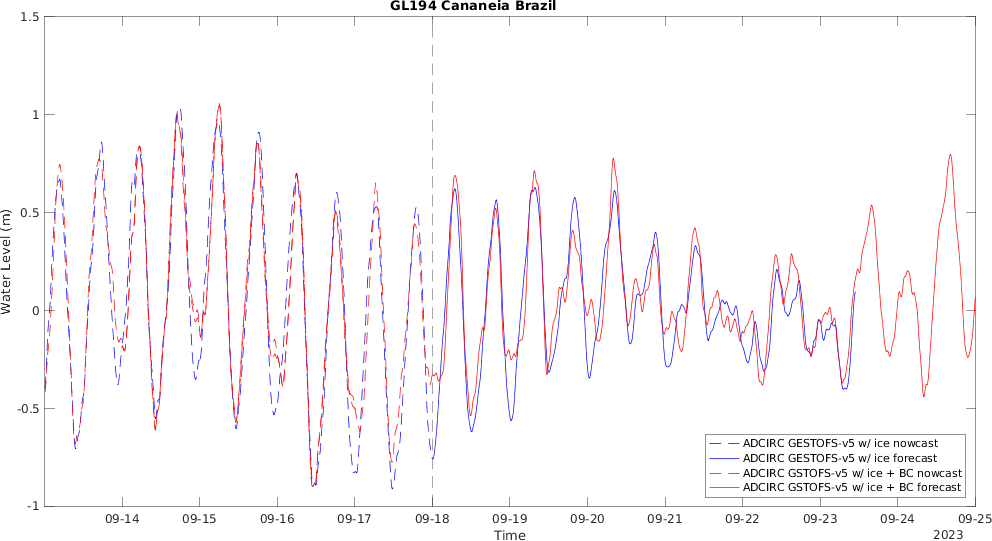 GL194 Cananeia Brazil
1.5
1
0.5
0
-0.5
-1
Water Level (m)
09-14
09-15
09-16
09-17
09-18
09-19
09-20
09-21
09-22
09-23
09-24
09-25
Time
2023
ADCIRC GESTOFS-v5 w/ ice nowcast
ADCIRC GESTOFS-v5 w/ ice forecast
ADCIRC GSTOFS-v5 w/ ice + BC nowcast
ADCIRC GSTOFS-v5 w/ ice + BC forecast